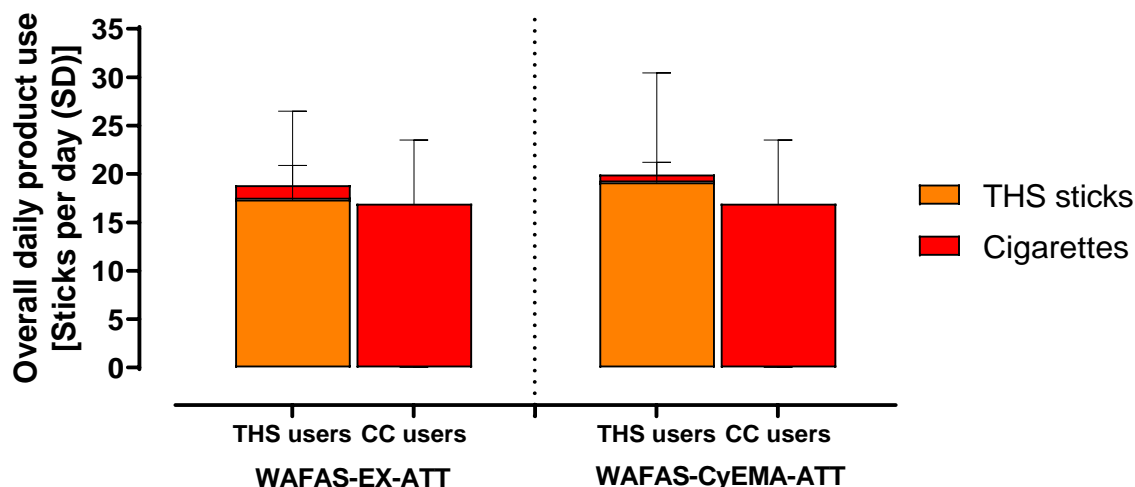 Overall daily product use
[Sticks per day (SD)]
35
30
25
20
15
10
5
0
THS users CC users THS users CC users
WAFAS-EX-ATT WAFAS-CyEMA-ATT
THS sticks
Cigarettes